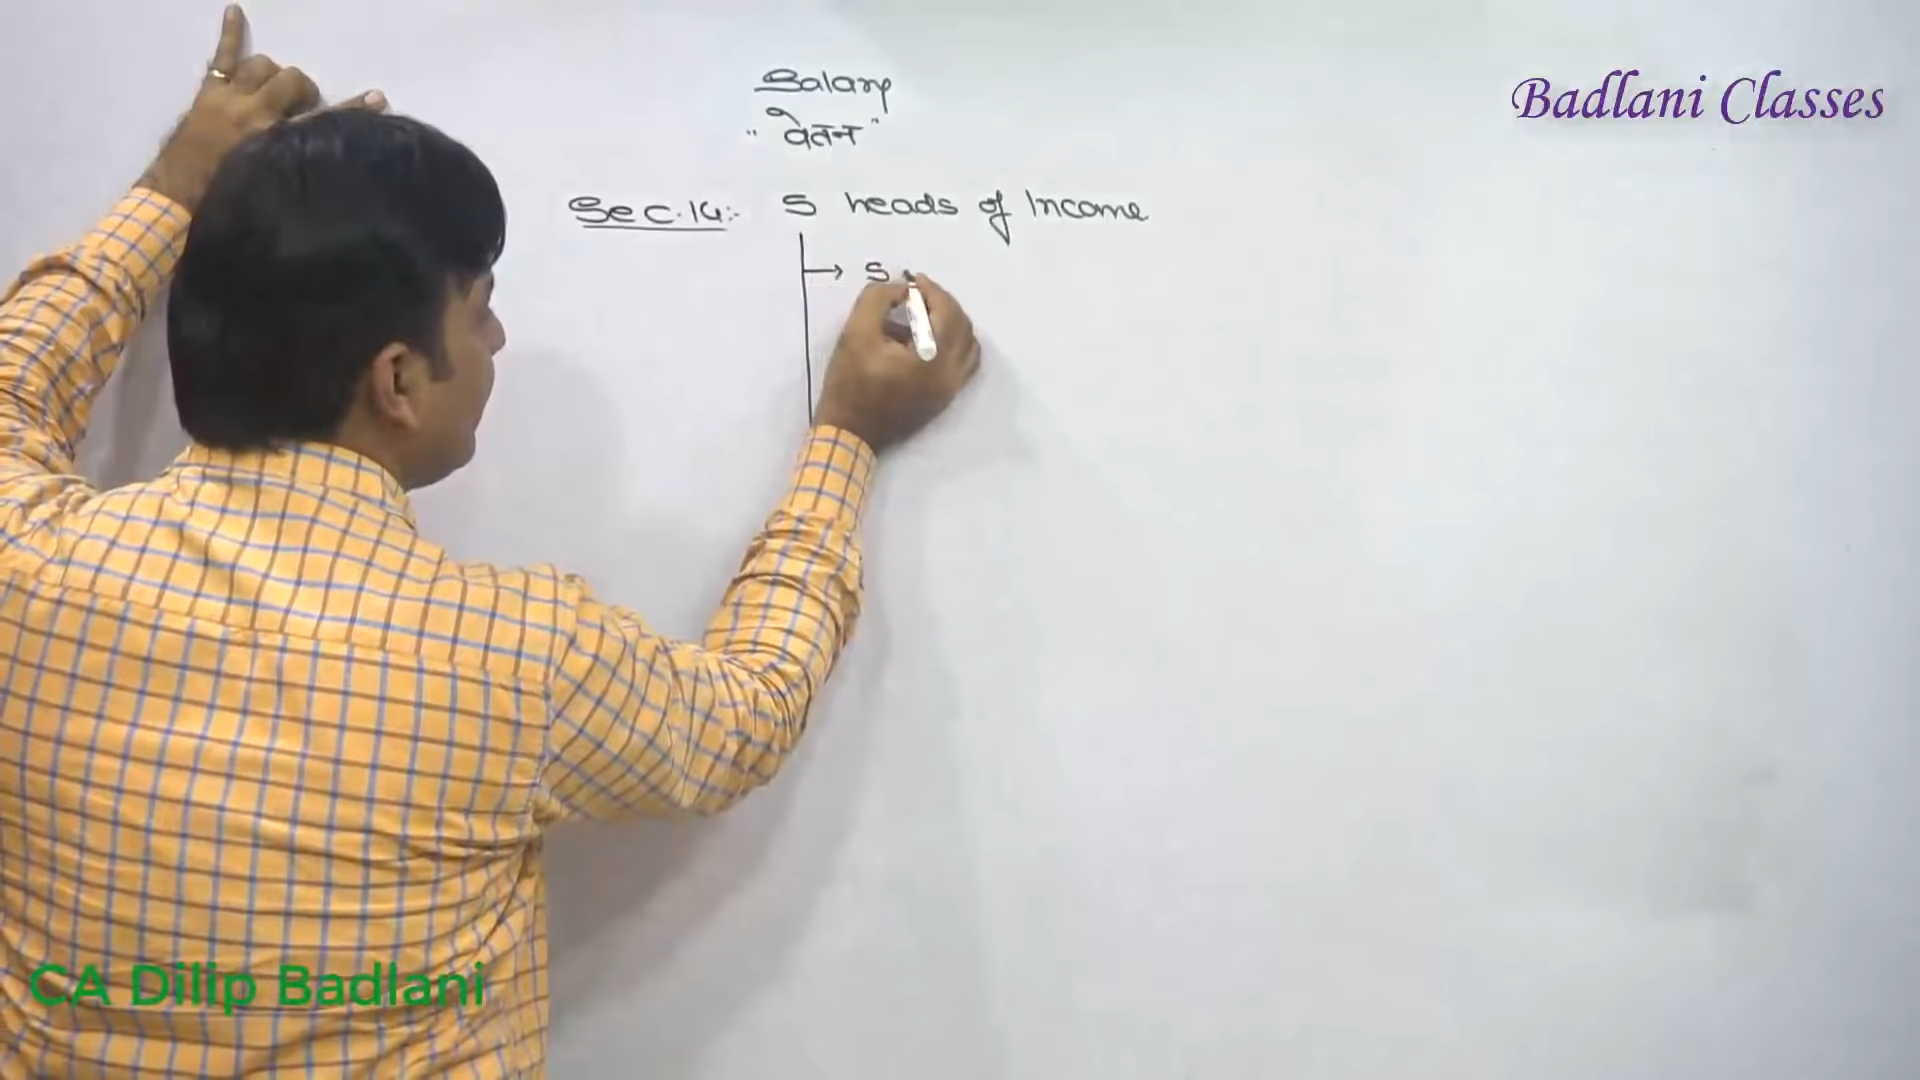 Salary
Badlani Classes
" वेतन "
Sec. 14:- 5 heads of Income
→ S
CA Dilip Badlani